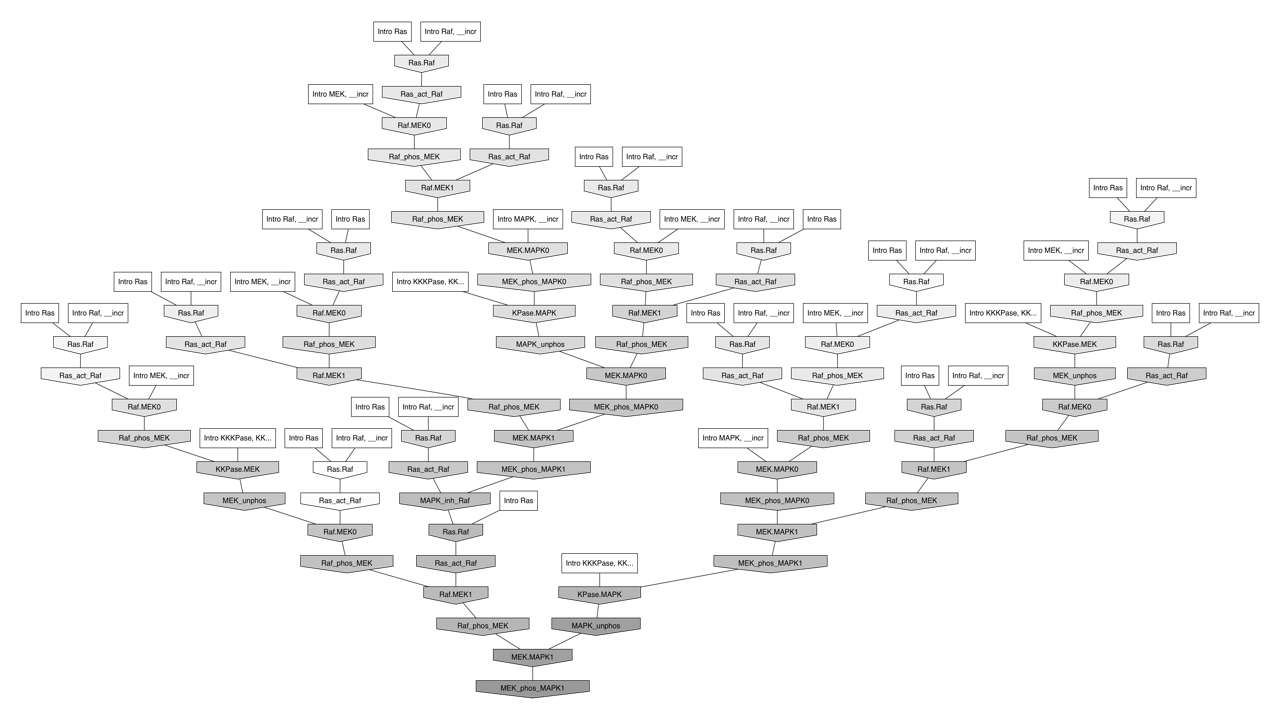 Intro Ras
Intro Raf, __incr
Ras.Raf
Intro MEK, __incr
Ras_act_Raf
Intro Ras
Intro Raf, __incr
Raf.MEK0
Ras.Raf
Raf_phos_MEK
Ras_act_Raf
Intro Ras
Intro Raf, __incr
Raf.MEK1
Ras.Raf
Intro Ras
Intro Raf, __incr
Intro Raf, __incr
Intro Ras
Raf_phos_MEK
Intro MAPK, __incr
Ras_act_Raf
Intro MEK, __incr
Intro Raf, __incr
Intro Ras
Ras.Raf
Ras.Raf
MEK.MAPK0
Raf.MEK0
Ras.Raf
Intro Ras
Intro Raf, __incr
Intro MEK, __incr
Ras_act_Raf
Intro Ras
Intro Raf, __incr
Intro MEK, __incr
Ras_act_Raf
Intro KKKPase, KK...
MEK_phos_MAPK0
Raf_phos_MEK
Ras_act_Raf
Ras.Raf
Raf.MEK0
Intro Ras
Intro Raf, __incr
Ras.Raf
Raf.MEK0
KPase.MAPK
Raf.MEK1
Intro Ras
Intro Raf, __incr
Intro MEK, __incr
Ras_act_Raf
Intro KKKPase, KK...
Raf_phos_MEK
Intro Ras
Intro Raf, __incr
Ras.Raf
Ras_act_Raf
Raf_phos_MEK
MAPK_unphos
Raf_phos_MEK
Ras.Raf
Raf.MEK0
KKPase.MEK
Ras.Raf
Ras_act_Raf
Intro MEK, __incr
Raf.MEK1
MEK.MAPK0
Ras_act_Raf
Raf_phos_MEK
Intro Ras
Intro Raf, __incr
MEK_unphos
Ras_act_Raf
Raf.MEK0
Intro Ras
Intro Raf, __incr
Raf_phos_MEK
MEK_phos_MAPK0
Raf.MEK1
Ras.Raf
Raf.MEK0
Raf_phos_MEK
Intro KKKPase, KK...
Intro Ras
Intro Raf, __incr
Ras.Raf
MEK.MAPK1
Intro MAPK, __incr
Raf_phos_MEK
Ras_act_Raf
Raf_phos_MEK
KKPase.MEK
Ras.Raf
Ras_act_Raf
MEK_phos_MAPK1
MEK.MAPK0
Raf.MEK1
MEK_unphos
Ras_act_Raf
MAPK_inh_Raf
Intro Ras
MEK_phos_MAPK0
Raf_phos_MEK
Raf.MEK0
Ras.Raf
MEK.MAPK1
Raf_phos_MEK
Ras_act_Raf
Intro KKKPase, KK...
MEK_phos_MAPK1
Raf.MEK1
KPase.MAPK
Raf_phos_MEK
MAPK_unphos
MEK.MAPK1
MEK_phos_MAPK1